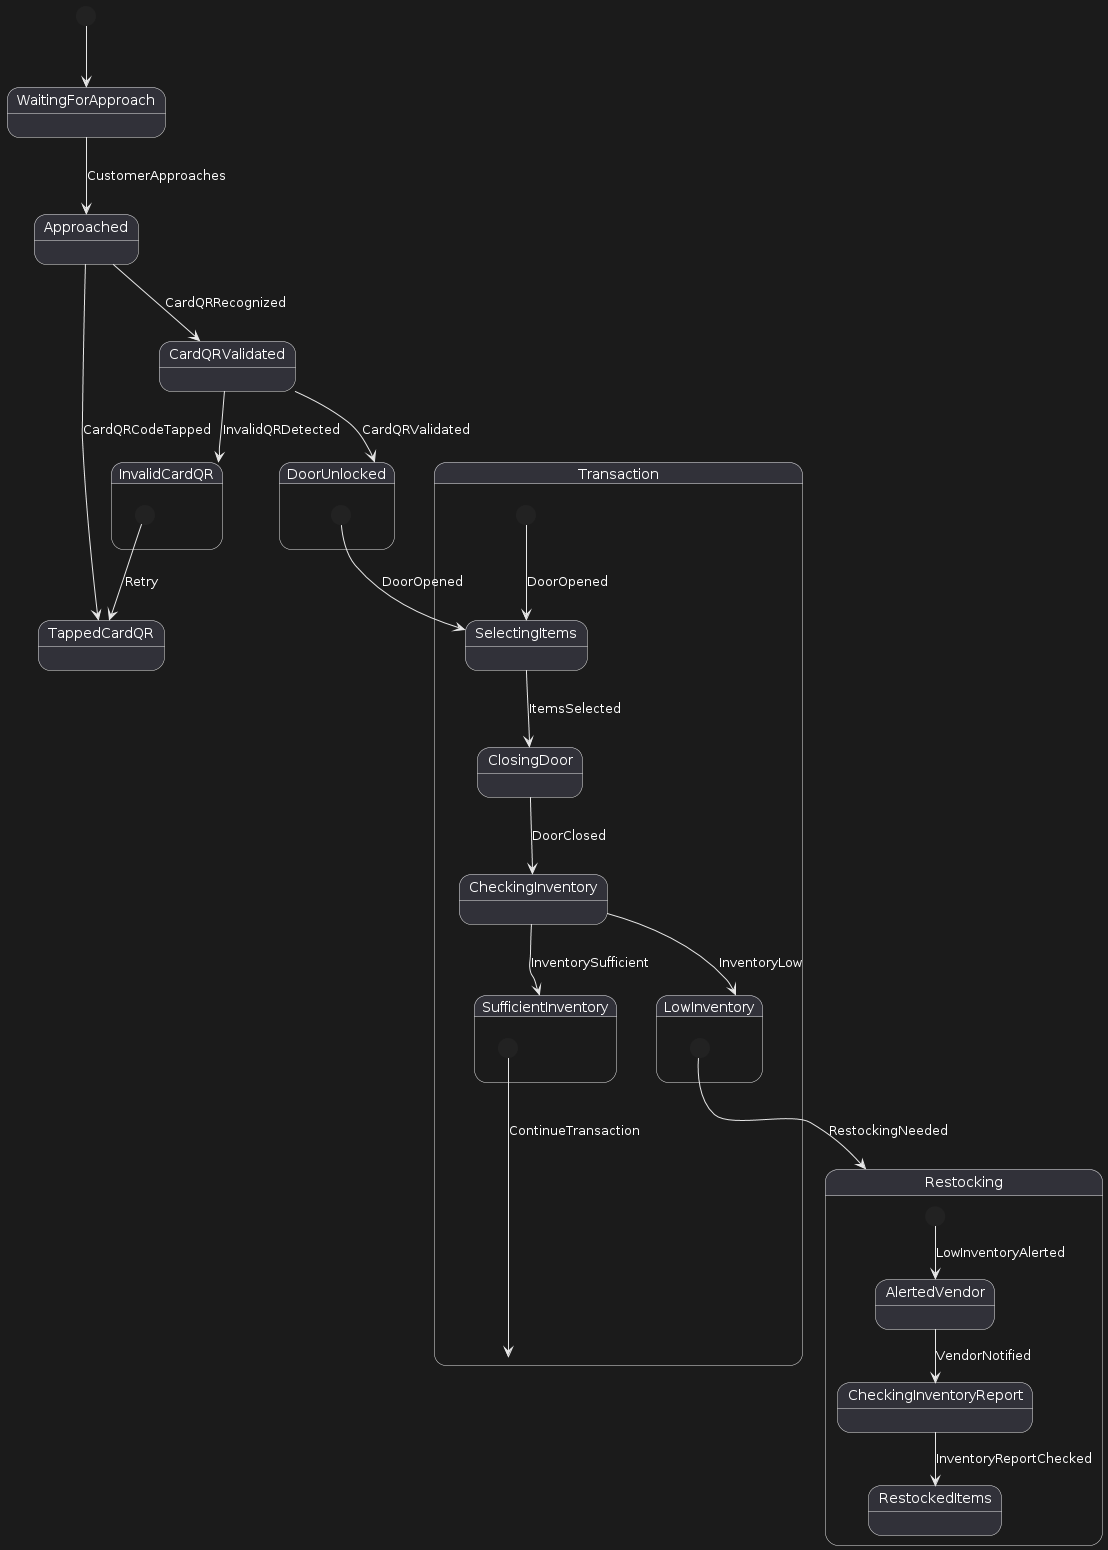 WaitingForApproach
CustomerApproaches
Approached
CardQRRecognized
CardQRValidated
CardQRCodeTapped
InvalidQRDetected
CardQRValidated
InvalidCardQR
DoorUnlocked
Transaction
Retry
DoorOpened
DoorOpened
TappedCardQR
SelectingItems
ItemsSelected
ClosingDoor
DoorClosed
CheckingInventory
InventorySufficient
InventoryLow
SufficientInventory
LowInventory
ContinueTransaction
RestockingNeeded
Restocking
LowInventoryAlerted
AlertedVendor
VendorNotified
CheckingInventoryReport
InventoryReportChecked
RestockedItems